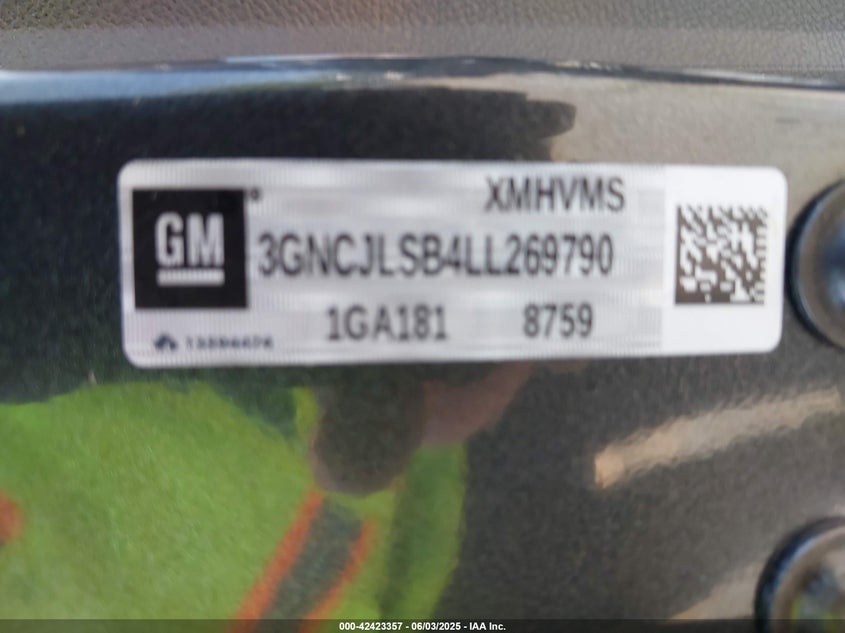 XMHVMS
GM
3GNCJLSB4LL269790
1GA181 8759
000-42423357 - 06/03/2025 - IAA Inc.